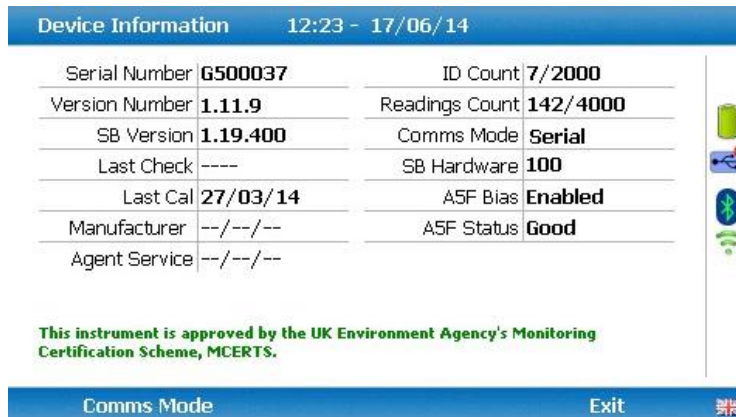 Device Information 12:23 - 17/06/14
Serial Number G500037 ID Count 7/2000
Version Number 1.11.9 Readings Count 142/4000
SB Version 1.19.400 Comms Mode Serial
Last Check ---- SB Hardware 100
Last Cal 27/03/14 A5F Bias Enabled
Manufacturer --/--/-- A5F Status Good
Agent Service --/--/--
This instrument is approved by the UK Environment Agency's Monitoring
Certification Scheme, MCERTS.
Comms Mode Exit